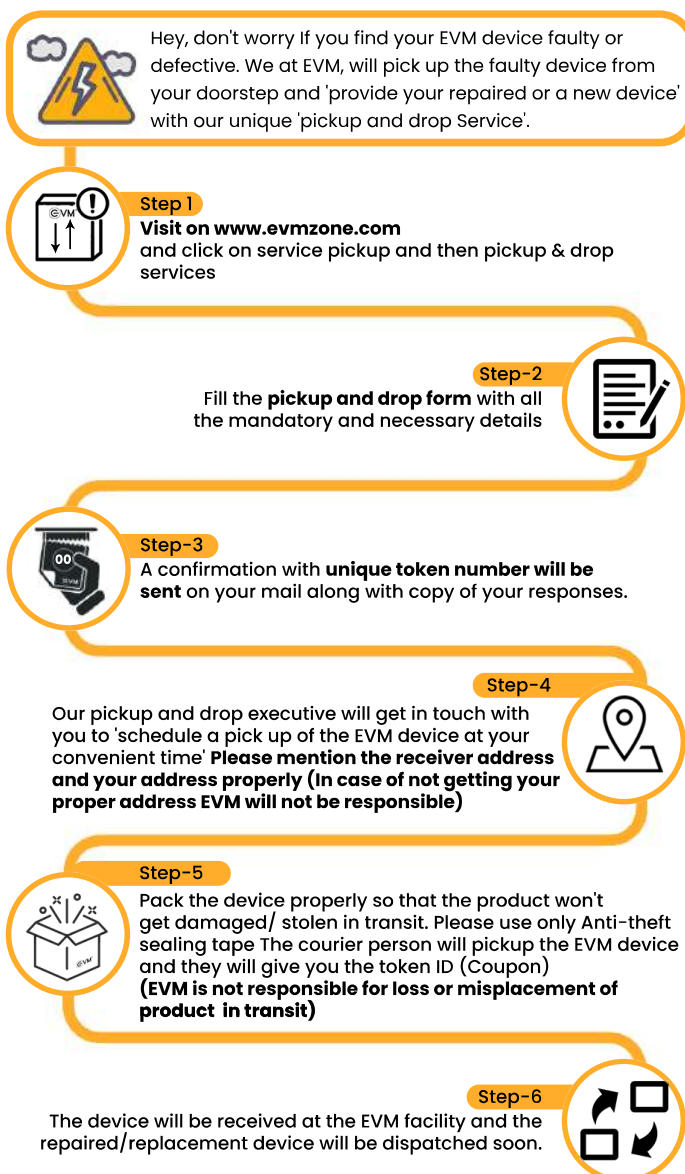 Hey, don't worry If you find your EVM device faulty or
defective. We at EVM, will pick up the faulty device from
your doorstep and 'provide your repaired or a new device'
with our unique 'pickup and drop Service'.
EVM
Step 1
Visit on www.evmzone.com
and click on service pickup and then pickup & drop
services
Step-2
Fill the pickup and drop form with all
the mandatory and necessary details
00
EVM
Step-3
A confirmation with unique token number will be
sent on your mail along with copy of your responses.
Step-4
Our pickup and drop executive will get in touch with
you to 'schedule a pick up of the EVM device at your
convenient time' Please mention the receiver address
and your address properly (In case of not getting your
proper address EVM will not be responsible)
Step-5
Pack the device properly so that the product won't
get damaged/ stolen in transit. Please use only Anti-theft
sealing tape The courier person will pickup the EVM device
and they will give you the token ID (Coupon)
(EVM is not responsible for loss or misplacement of
product in transit)
EVM
Step-6
The device will be received at the EVM facility and the
repaired/replacement device will be dispatched soon.